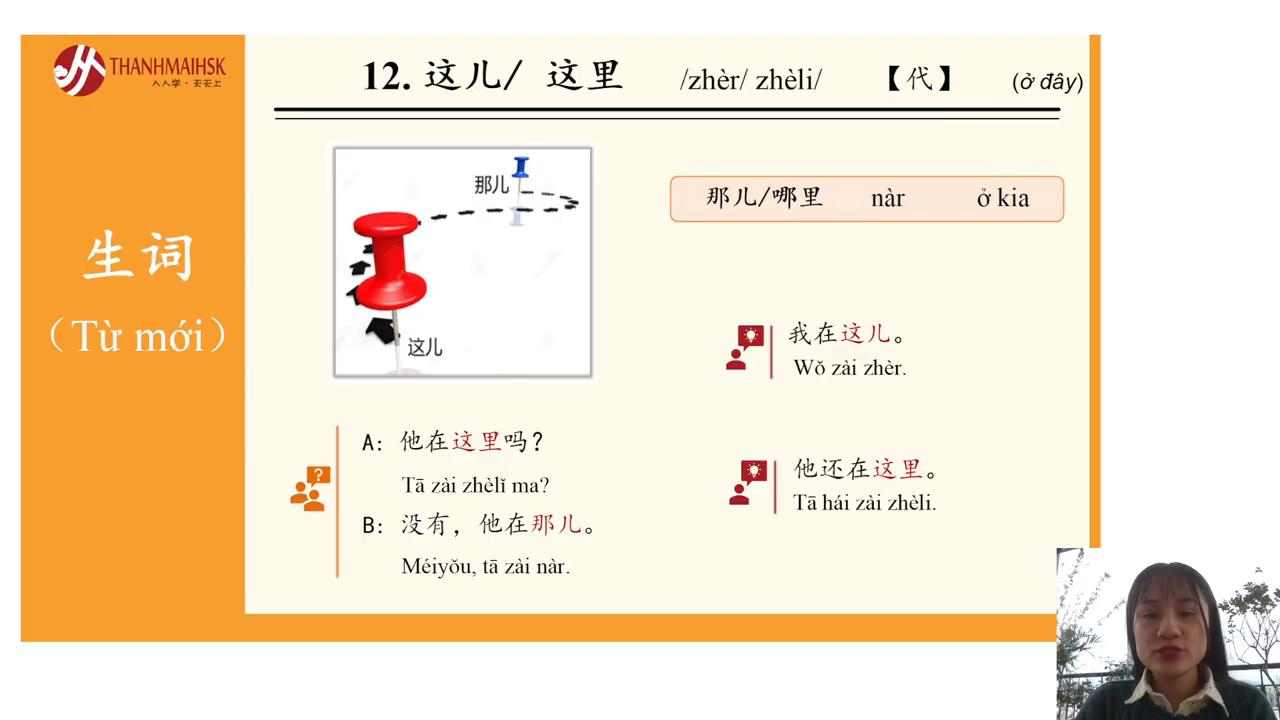 THANHMAIHSK
人人学·天天上
生词
（Từ mới）
12. 这儿/ 这里 /zhèr/ zhèli/ 【代】 (ở đây)
那儿
这儿
那儿/哪里 nàr ở kia
我在这儿。
Wǒ zài zhèr.
A: 他在这里吗?
Tā zài zhèlǐ ma?
B: 没有，他在那儿。
Méiyǒu, tā zài nàr.
他还在这里。
Tā hái zài zhèli.